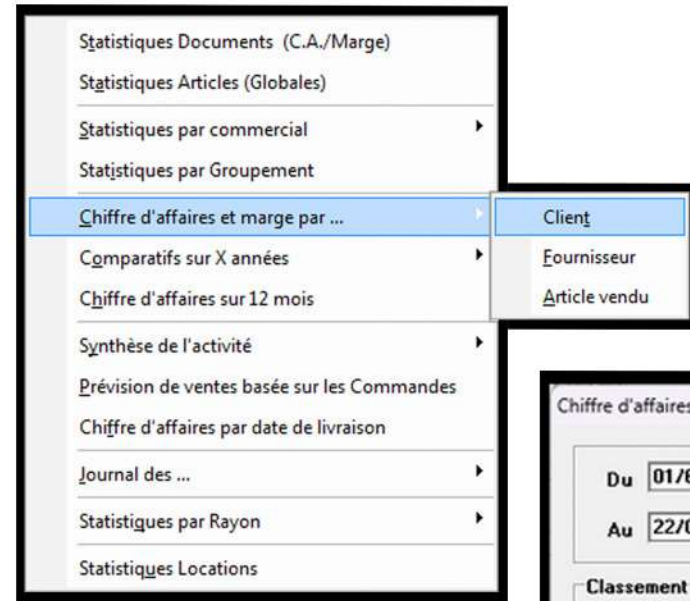 Statistiques Documents (C.A./Marge)
Statistiques Articles (Globales)
Statistiques par commercial
Statistiques par Groupement
Chiffre d'affaires et marge par ...
Comparatifs sur X années
Chiffre d'affaires sur 12 mois
Synthèse de l'activité
Prévision de ventes basée sur les Commandes
Chiffre d'affaires par date de livraison
Journal des ...
Statistiques par Rayon
Statistiques Locations
Client
Fournisseur
Article vendu
Chiffre d'affaires
Du
Au
Classement